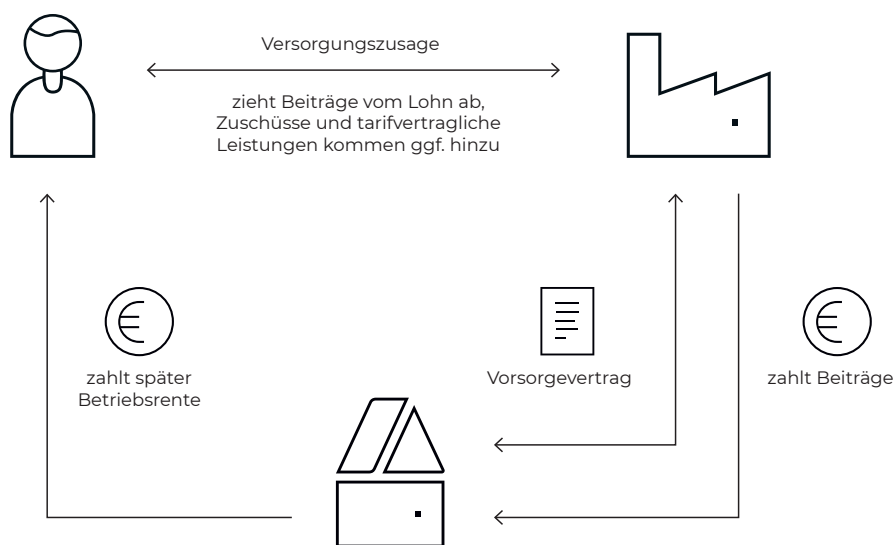 Versorgungszusage
zieht Beiträge vom Lohn ab,
Zuschüsse und tarifvertragliche
Leistungen kommen ggf. hinzu
zahlt später
Betriebsrente
Vorsorgevertrag
zahlt Beiträge